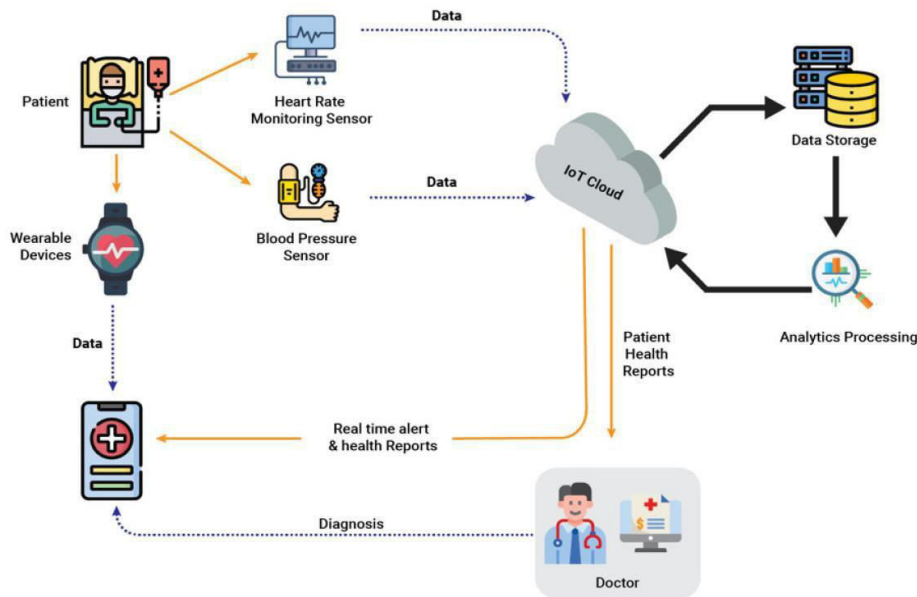 Data
Patient
Heart Rate
Monitoring Sensor
Data Storage
IoT Cloud
Data
Wearable
Devices
Blood Pressure
Sensor
Data
Patient
Health
Reports
Analytics Processing
Real time alert
& health Reports
Diagnosis
Doctor